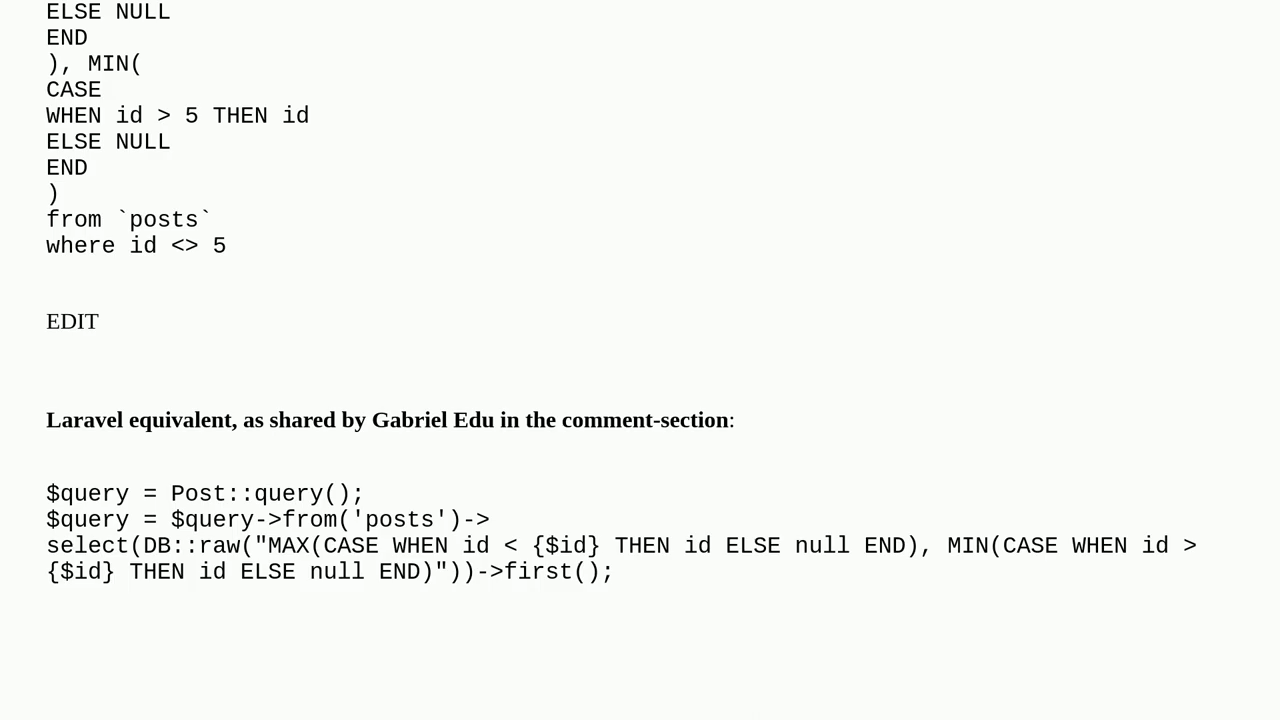 ELSE NULL
END
), MIN(
CASE
WHEN id > 5 THEN id
ELSE NULL
END
)
from `posts`
where id <> 5
EDIT
Laravel equivalent, as shared by Gabriel Edu in the comment-section:
$query = Post::query();
$query = $query->from('posts')->
select(DB::raw("MAX(CASE WHEN id < {$id} THEN id ELSE null END), MIN(CASE WHEN id >
{$id} THEN id ELSE null END)"))->first();